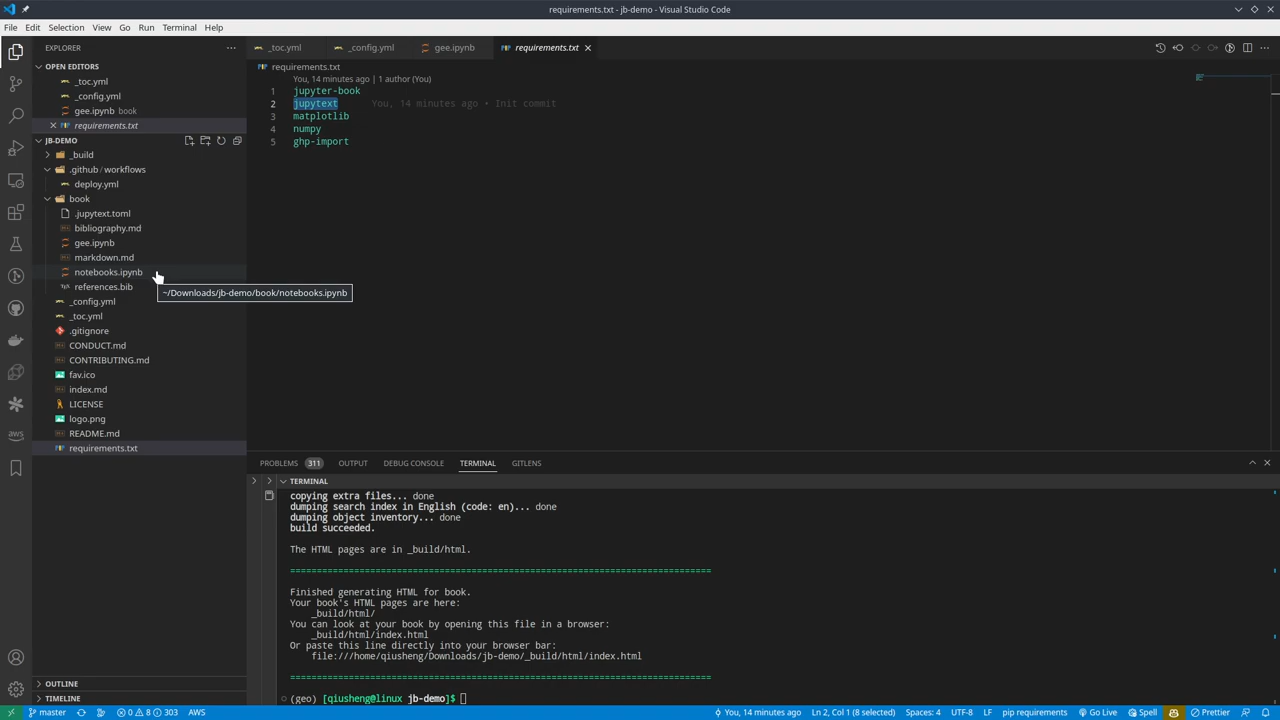 requirements.txt - jb-demo - Visual Studio Code
File Edit Selection View Go Run Terminal Help
EXPLORER
_toc.yml
_config.yml
gee.ipynb
requirements.txt
OPEN EDITORS
_toc.yml
_config.yml
gee.ipynb book
requirements.txt
JB-DEMO
_build
.github / workflows
deploy.yml
book
.jupytext.toml
bibliography.md
gee.ipynb
markdown.md
notebooks.ipynb
references.bib
_config.yml
_toc.yml
.gitignore
CONDUCT.md
CONTRIBUTING.md
fav.ico
index.md
LICENSE
logo.png
README.md
requirements.txt
OUTLINE
TIMELINE
aws
~/Downloads/jb-demo/book/notebooks.ipynb
requirements.txt
You, 14 minutes ago | 1 author (You)
1 jupyter-book
2 jupytext You, 14 minutes ago • Init commit
3 matplotlib
4 numpy
5 ghp-import
PROBLEMS 311 OUTPUT DEBUG CONSOLE TERMINAL GITLENS
TERMINAL
copying extra files... done
dumping search index in English (code: en)... done
dumping object inventory... done
build succeeded.
The HTML pages are in _build/html.
===============================================================================
Finished generating HTML for book.
Your book's HTML pages are here:
_build/html/
You can look at your book by opening this file in a browser:
_build/html/index.html
Or paste this line directly into your browser bar:
file:///home/qiusheng/Downloads/jb-demo/_build/html/index.html
===============================================================================
(geo) [qiusheng@linux jb-demo]$
master 0 8 303 AWS You, 14 minutes ago Ln 2, Col 1 (8 selected) Spaces: 4 UTF-8 LF pip requirements Go Live Spell Prettier